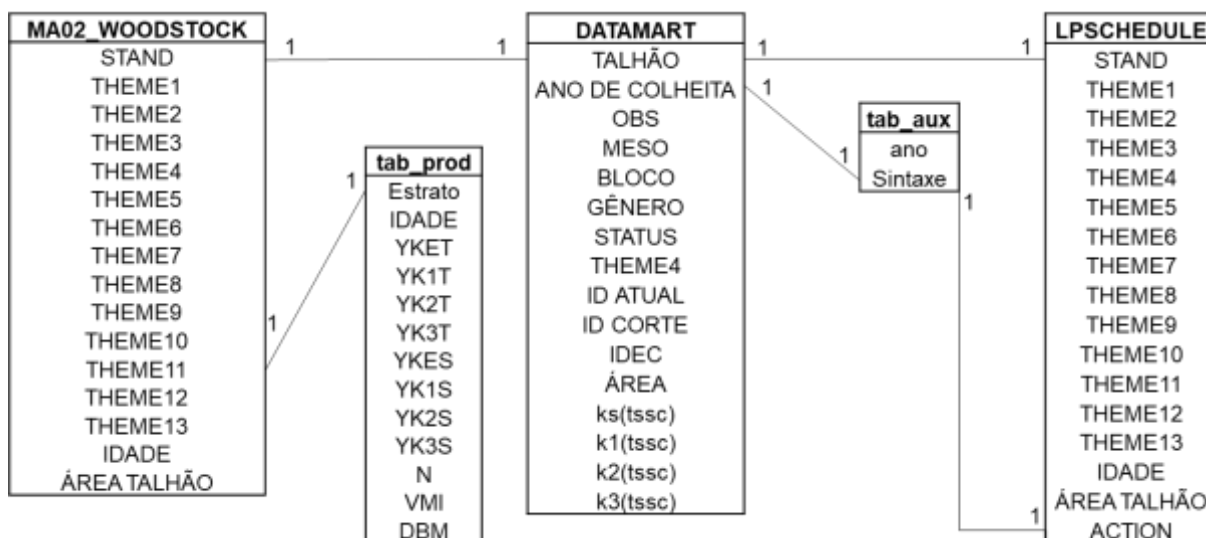 MA02_WOODSTOCK
STAND
THEME1
THEME2
THEME3
THEME4
THEME5
THEME6
THEME7
THEME8
THEME9
THEME10
THEME11
THEME12
THEME13
IDADE
ÁREA TALHÃO
1
1
1
1
tab_prod
Estrato
IDADE
YKET
YK1T
YK2T
YK3T
YKES
YK1S
YK2S
YK3S
N
VMI
DBM
DATAMART
TALHÃO
ANO DE COLHEITA
OBS
MESO
BLOCO
GÊNERO
STATUS
THEME4
ID ATUAL
ID CORTE
IDEC
ÁREA
ks(tssc)
k1(tssc)
k2(tssc)
k3(tssc)
1
1
1
1
tab_aux
ano
Sintaxe
1
1
LPSCHEDULE
STAND
THEME1
THEME2
THEME3
THEME4
THEME5
THEME6
THEME7
THEME8
THEME9
THEME10
THEME11
THEME12
THEME13
IDADE
ÁREA TALHÃO
ACTION